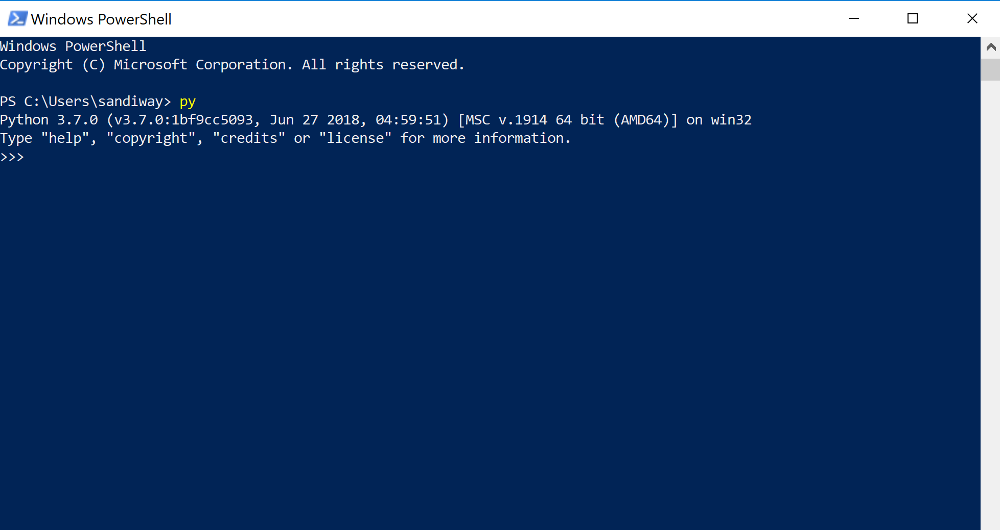 Windows PowerShell
Windows PowerShell
Copyright (C) Microsoft Corporation. All rights reserved.
PS C:\Users\sandiway> py
Python 3.7.0 (v3.7.0:1bf9cc5093, Jun 27 2018, 04:59:51) [MSC v.1914 64 bit (AMD64)] on win32
Type "help", "copyright", "credits" or "license" for more information.
>>>